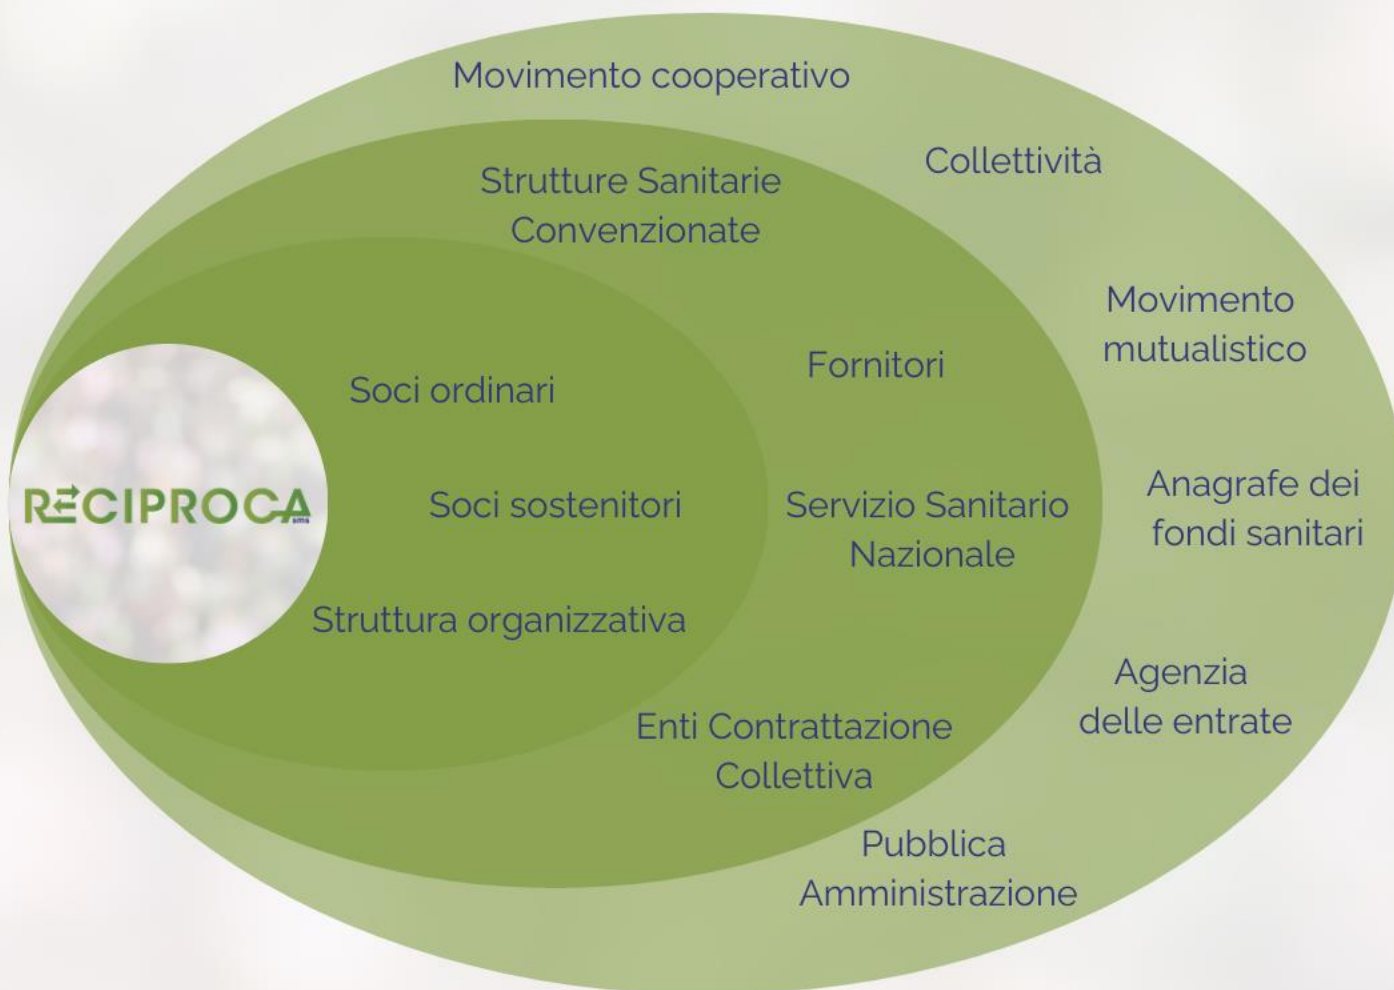 Movimento cooperativo
Collettività
Strutture Sanitarie
Convenzionate
Movimento
mutualistico
Fornitori
Soci ordinari
Anagrafe dei
fondi sanitari
RECIPROCA
sms
Soci sostenitori
Servizio Sanitario
Nazionale
Struttura organizzativa
Agenzia
delle entrate
Enti Contrattazione
Collettiva
Pubblica
Amministrazione